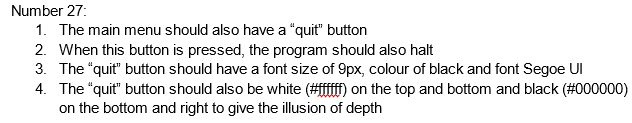 Number 27:
1. The main menu should also have a “quit” button
2. When this button is pressed, the program should also halt
3. The “quit” button should have a font size of 9px, colour of black and font Segoe UI
4. The “quit” button should also be white (#ffffff) on the top and bottom and black (#000000)
on the bottom and right to give the illusion of depth